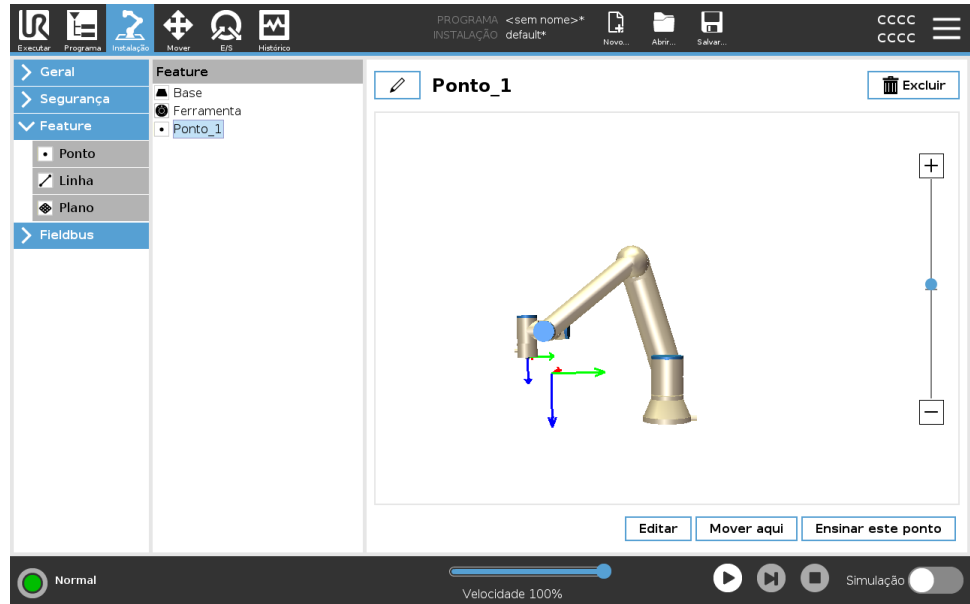 PROGRAMA <sem nome>*
INSTALAÇÃO default*
CCCC
CCCC
Executar
Programa
Instalação
Mover
E/S
Histórico
Novo...
Abrir...
Salvar...
Geral
Segurança
Feature
Ponto
Linha
Plano
Fieldbus
Feature
Base
Ferramenta
Ponto_1
Ponto_1
Excluir
Editar
Mover aqui
Ensinar este ponto
Normal
Velocidade 100%
Simulação